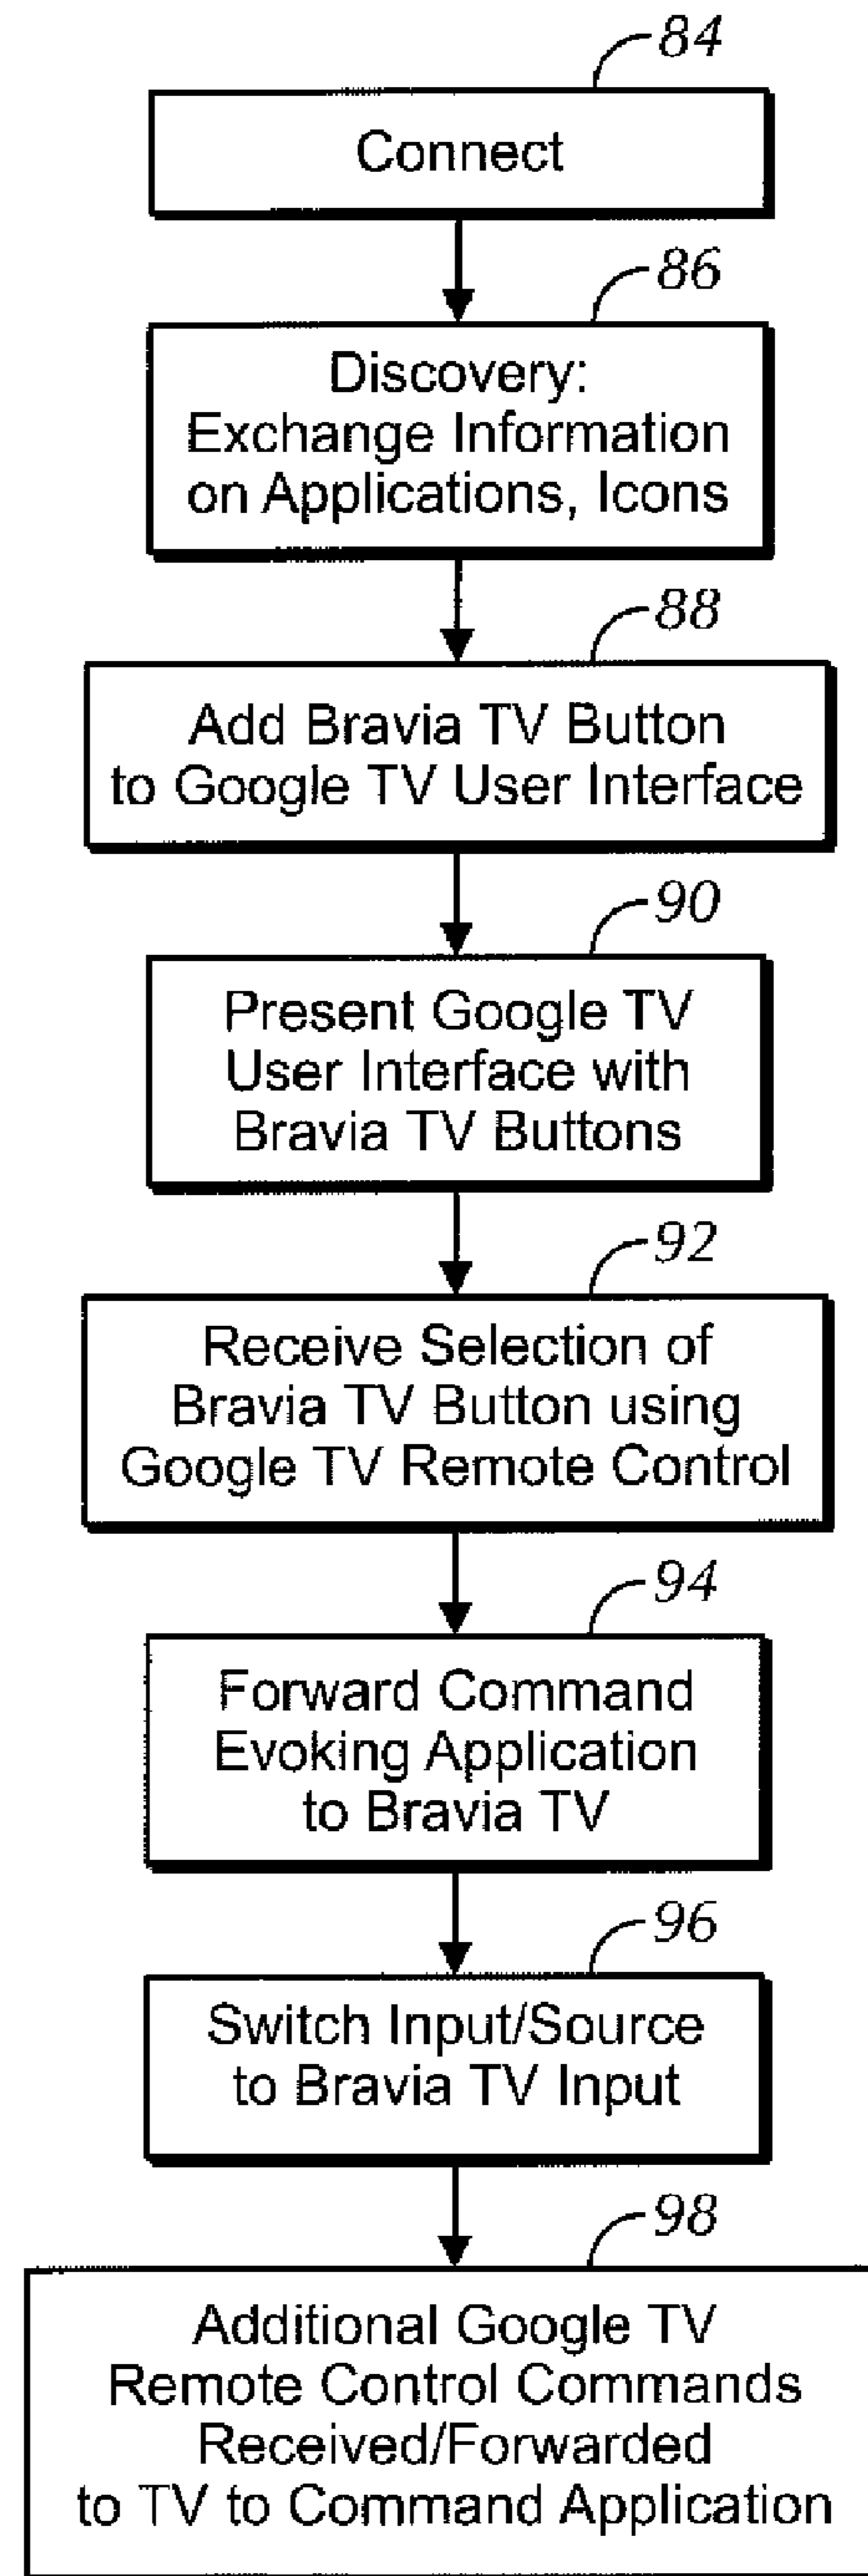 84
Connect
86
Discovery:
Exchange Information
on Applications, Icons
88
Add Bravia TV Button
to Google TV User Interface
90
Present Google TV
User Interface with
Bravia TV Buttons
92
Receive Selection of
Bravia TV Button using
Google TV Remote Control
94
Forward Command
Evoking Application
to Bravia TV
96
Switch Input/Source
to Bravia TV Input
98
Additional Google TV
Remote Control Commands
Received/Forwarded
to TV to Command Application